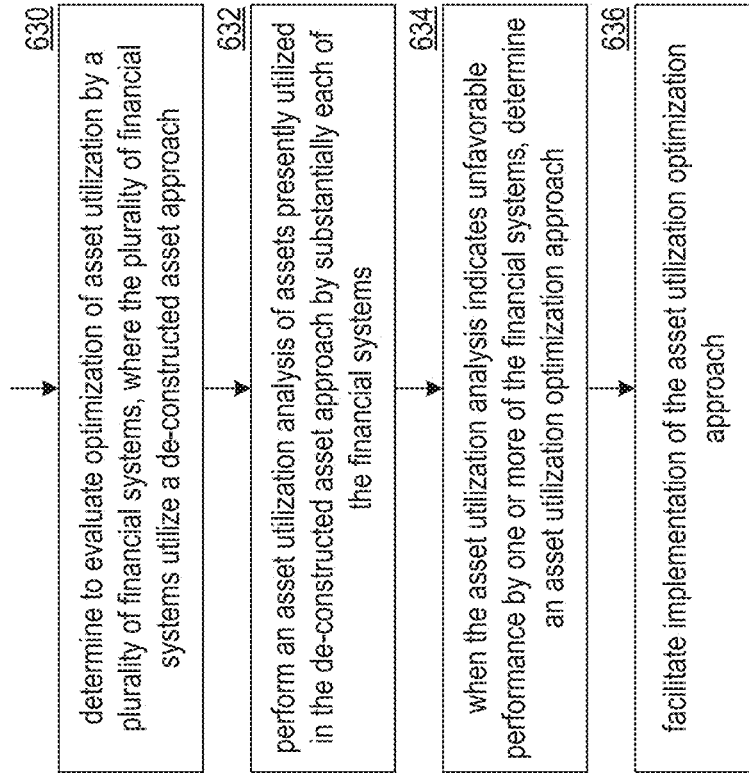 630
determine to evaluate optimization of asset utilization by a
plurality of financial systems, where the plurality of financial
systems utilize a de-constructed asset approach
632
perform an asset utilization analysis of assets presently utilized
in the de-constructed asset approach by substantially each of
the financial systems
634
when the asset utilization analysis indicates unfavorable
performance by one or more of the financial systems, determine
an asset utilization optimization approach
636
facilitate implementation of the asset utilization optimization
approach